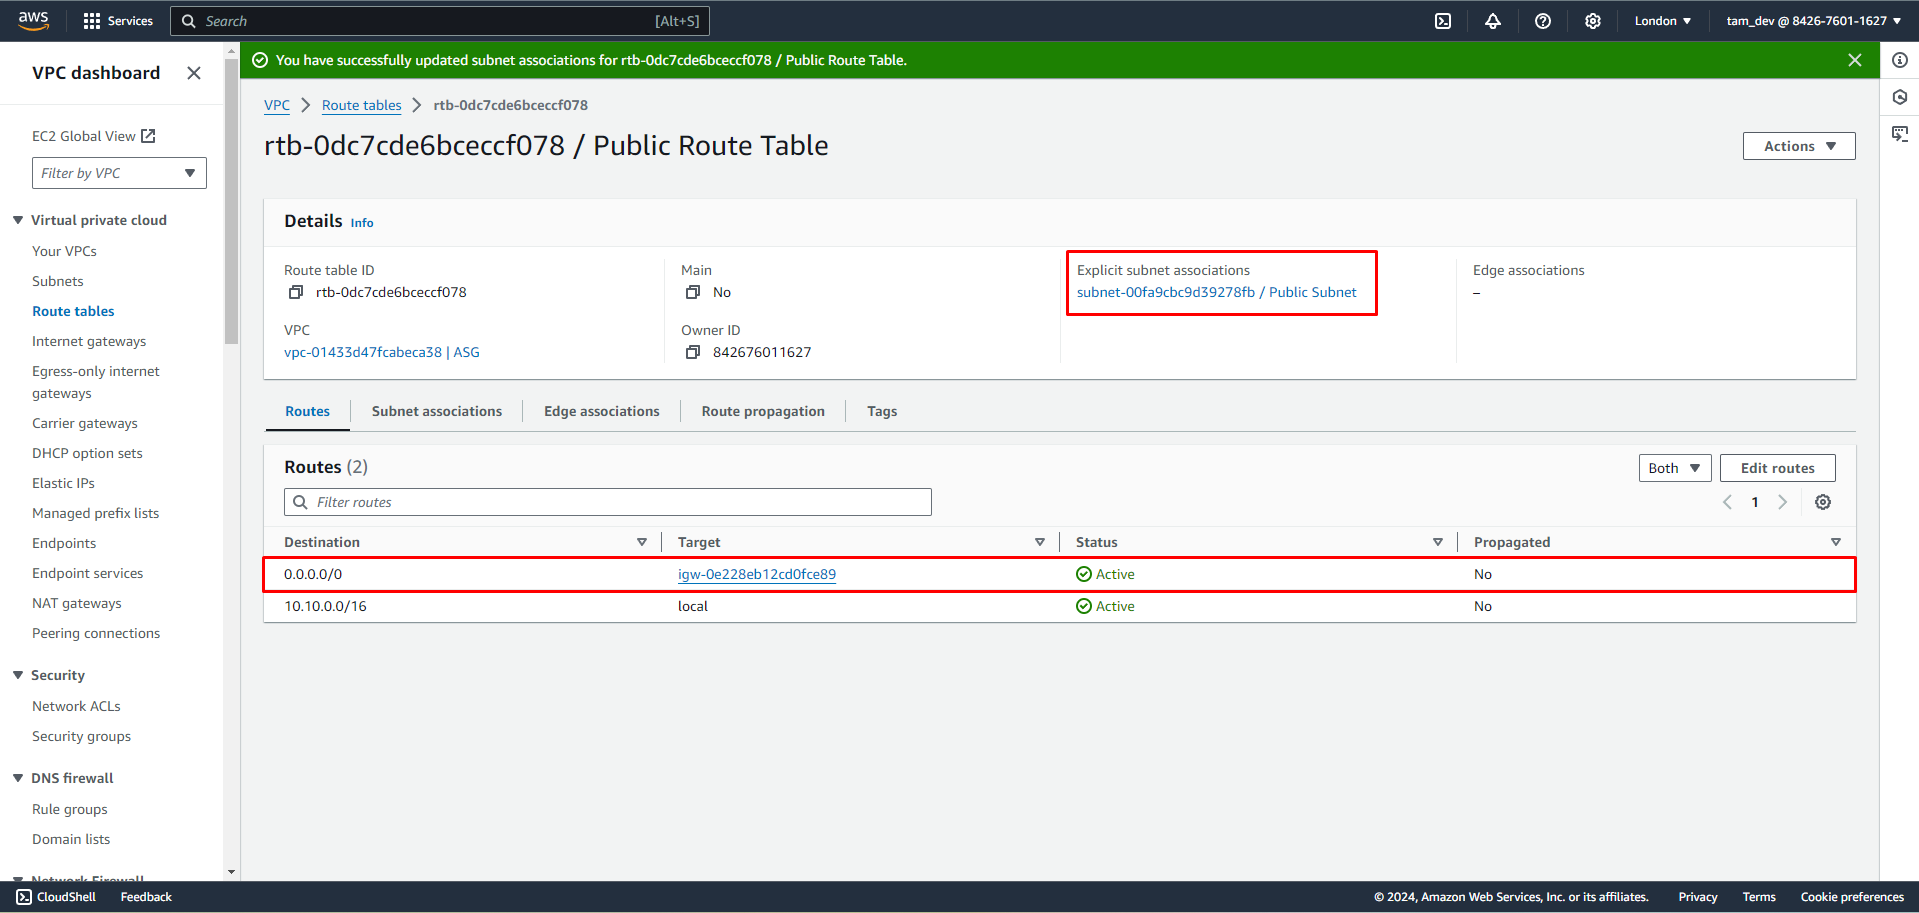 aws
Services
Search
[Alt+S]
London
tam_dev @ 8426-7601-1627
VPC dashboard
EC2 Global View
Filter by VPC
Virtual private cloud
Your VPCs
Subnets
Route tables
Internet gateways
Egress-only internet
gateways
Carrier gateways
DHCP option sets
Elastic IPs
Managed prefix lists
Endpoints
Endpoint services
NAT gateways
Peering connections
Security
Network ACLs
Security groups
DNS firewall
Rule groups
Domain lists
Network Firewall
You have successfully updated subnet associations for rtb-0dc7cde6bceccf078 / Public Route Table.
VPC > Route tables > rtb-0dc7cde6bceccf078
rtb-0dc7cde6bceccf078 / Public Route Table
Actions
Details Info
Route table ID
rtb-0dc7cde6bceccf078
VPC
vpc-01433d47fcabeca38 | ASG
Main
No
Owner ID
842676011627
Explicit subnet associations
subnet-00fa9cbc9d39278fb / Public Subnet
Edge associations
–
Routes
Subnet associations
Edge associations
Route propagation
Tags
Routes (2)
Both
Edit routes
Filter routes
1
Destination Target Status Propagated
0.0.0.0/0 igw-0e228eb12cd0fce89 Active No
10.10.0.0/16 local Active No
CloudShell
Feedback
© 2024, Amazon Web Services, Inc. or its affiliates.
Privacy
Terms
Cookie preferences